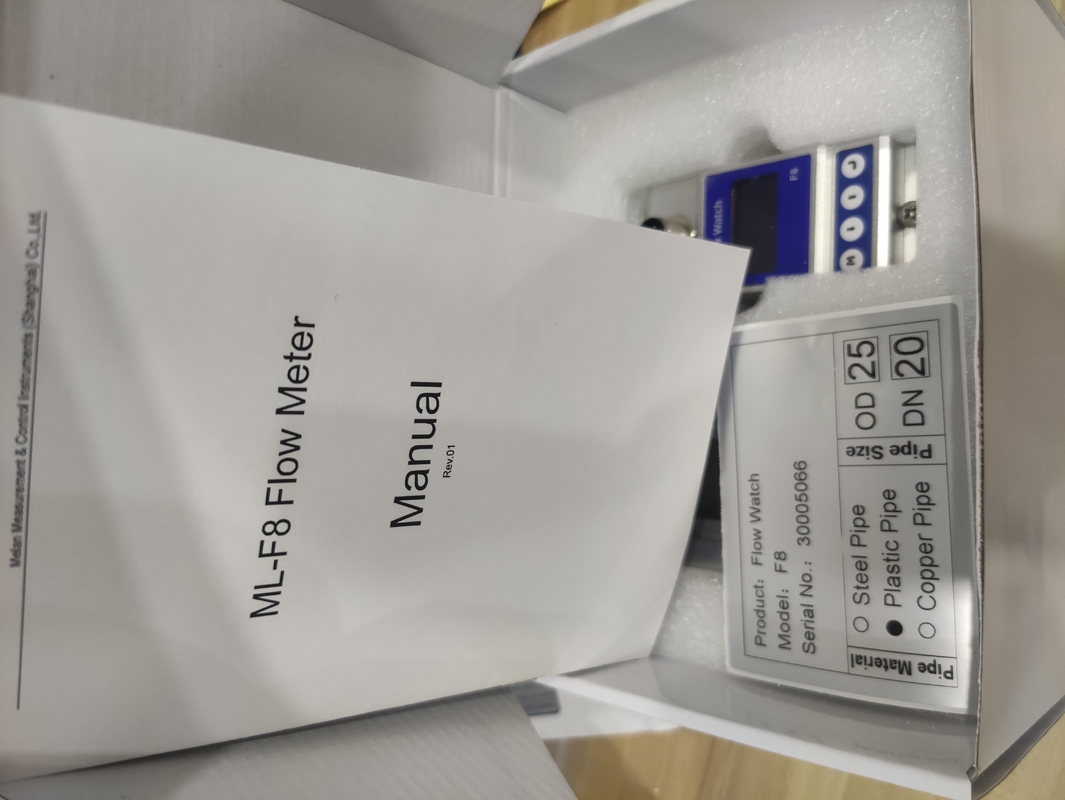 Metan Measurement & Control Instruments (Shanghai) Co.,Ltd.
ML-F8 Flow Meter
Manual
Rev.01
Watch
F8
M
Product: Flow Watch
Model: F8
Serial No.: 30005066
Pipe Material
Steel Pipe
Plastic Pipe
Copper Pipe
Pipe Size
OD 25
DN 20